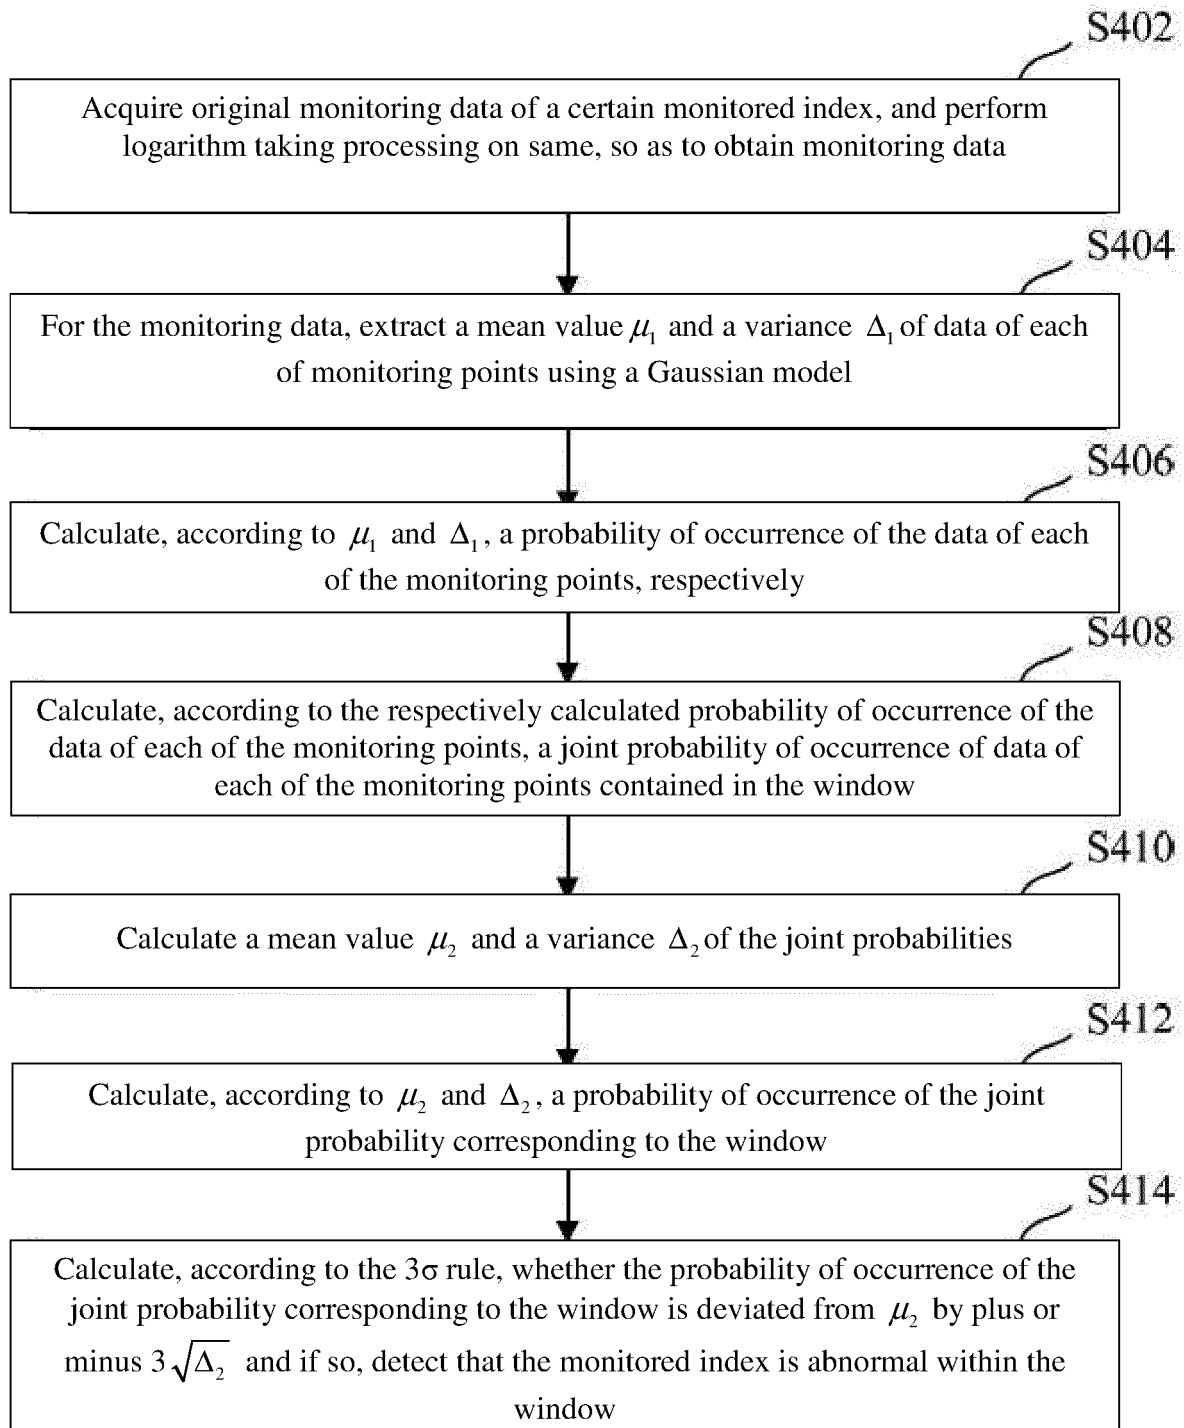 S402
Acquire original monitoring data of a certain monitored index, and perform
logarithm taking processing on same, so as to obtain monitoring data
S404
For the monitoring data, extract a mean value μ₁ and a variance Δ₁ of data of each
of monitoring points using a Gaussian model
S406
Calculate, according to μ₁ and Δ₁, a probability of occurrence of the data of each
of the monitoring points, respectively
S408
Calculate, according to the respectively calculated probability of occurrence of the
data of each of the monitoring points, a joint probability of occurrence of data of
each of the monitoring points contained in the window
S410
Calculate a mean value μ₂ and a variance Δ₂ of the joint probabilities
S412
Calculate, according to μ₂ and Δ₂, a probability of occurrence of the joint
probability corresponding to the window
S414
Calculate, according to the 3σ rule, whether the probability of occurrence of the
joint probability corresponding to the window is deviated from μ₂ by plus or
minus 3√Δ₂ and if so, detect that the monitored index is abnormal within the
window